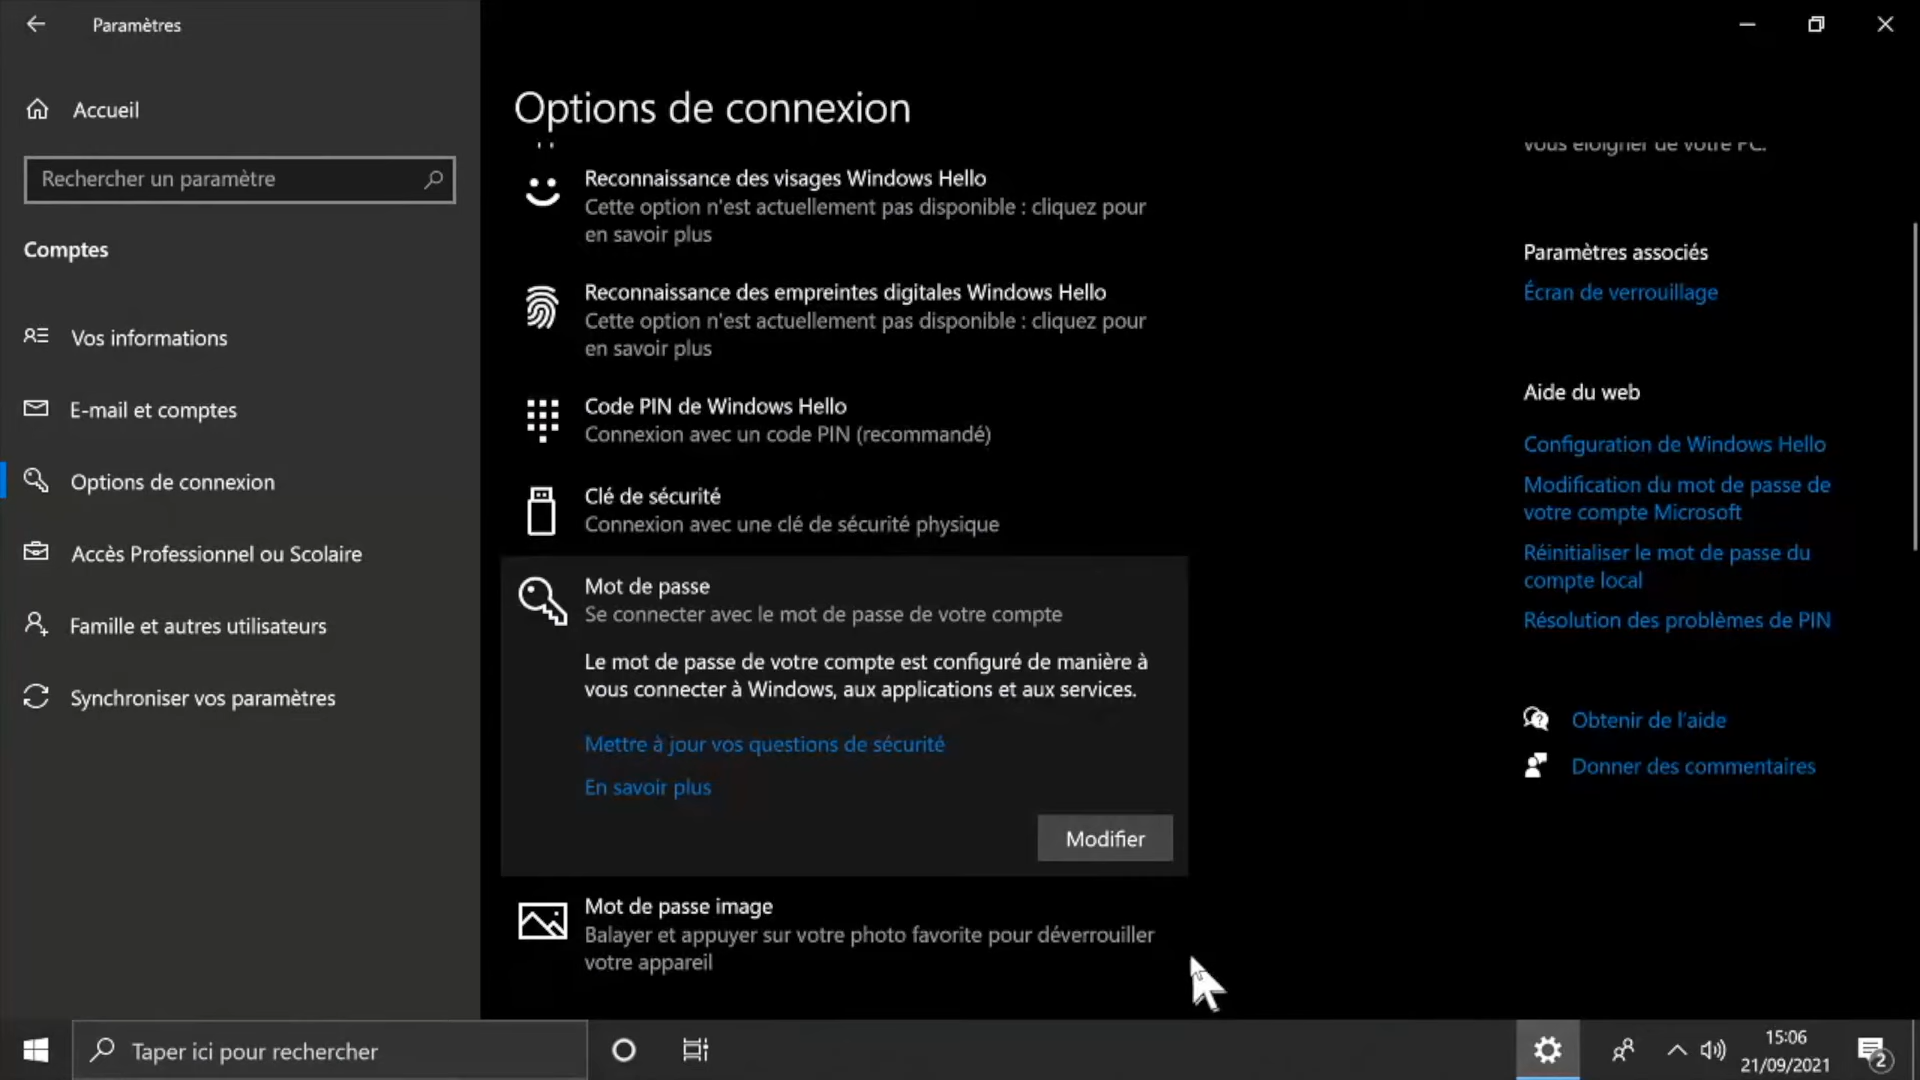 Paramètres
Accueil
Rechercher un paramètre
Comptes
Vos informations
E-mail et comptes
Options de connexion
Accès Professionnel ou Scolaire
Famille et autres utilisateurs
Synchroniser vos paramètres
Options de connexion
Reconnaissance des visages Windows Hello
Cette option n'est actuellement pas disponible : cliquez pour
en savoir plus
Reconnaissance des empreintes digitales Windows Hello
Cette option n'est actuellement pas disponible : cliquez pour
en savoir plus
Code PIN de Windows Hello
Connexion avec un code PIN (recommandé)
Clé de sécurité
Connexion avec une clé de sécurité physique
Mot de passe
Se connecter avec le mot de passe de votre compte
Le mot de passe de votre compte est configuré de manière à
vous connecter à Windows, aux applications et aux services.
Mettre à jour vos questions de sécurité
En savoir plus
Modifier
Mot de passe image
Balayer et appuyer sur votre photo favorite pour déverrouiller
votre appareil
vous éloigner de votre PC.
Paramètres associés
Écran de verrouillage
Aide du web
Configuration de Windows Hello
Modification du mot de passe de
votre compte Microsoft
Réinitialiser le mot de passe du
compte local
Résolution des problèmes de PIN
Obtenir de l'aide
Donner des commentaires
Taper ici pour rechercher
15:06
21/09/2021
2